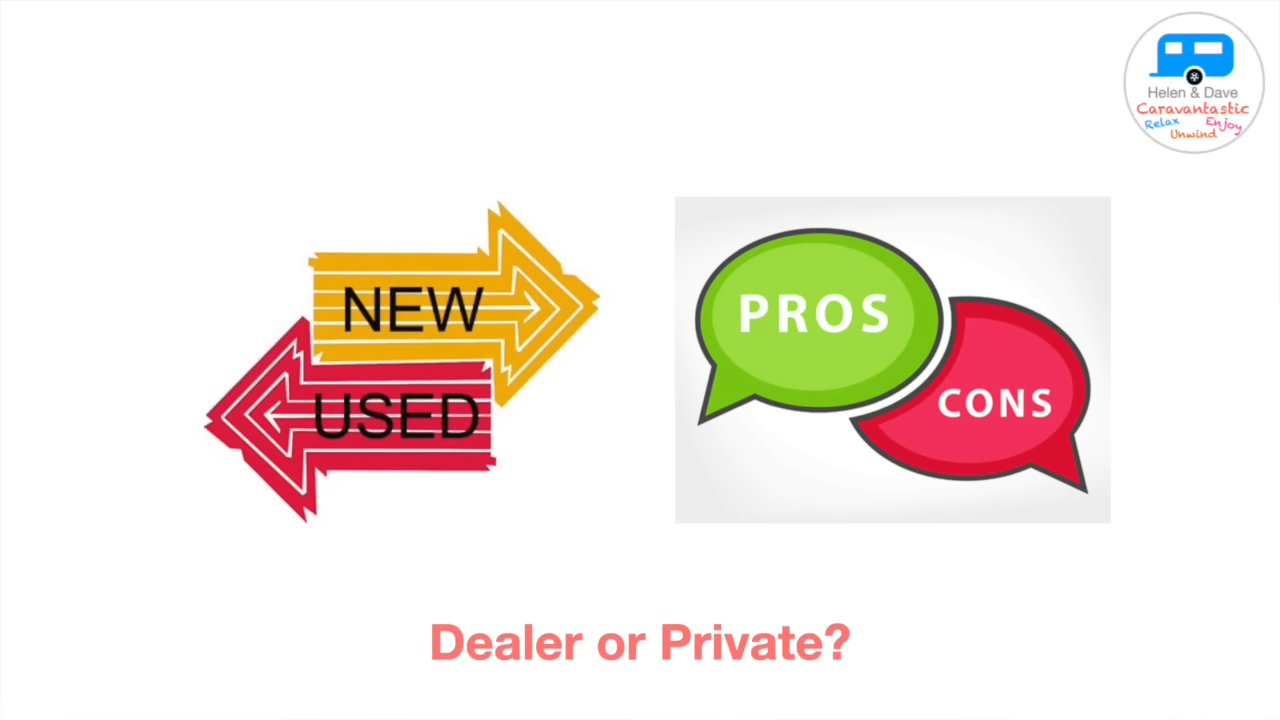 Helen & Dave
Caravantastic
Relax Enjoy
Unwind
NEW
USED
PROS
CONS
Dealer or Private?